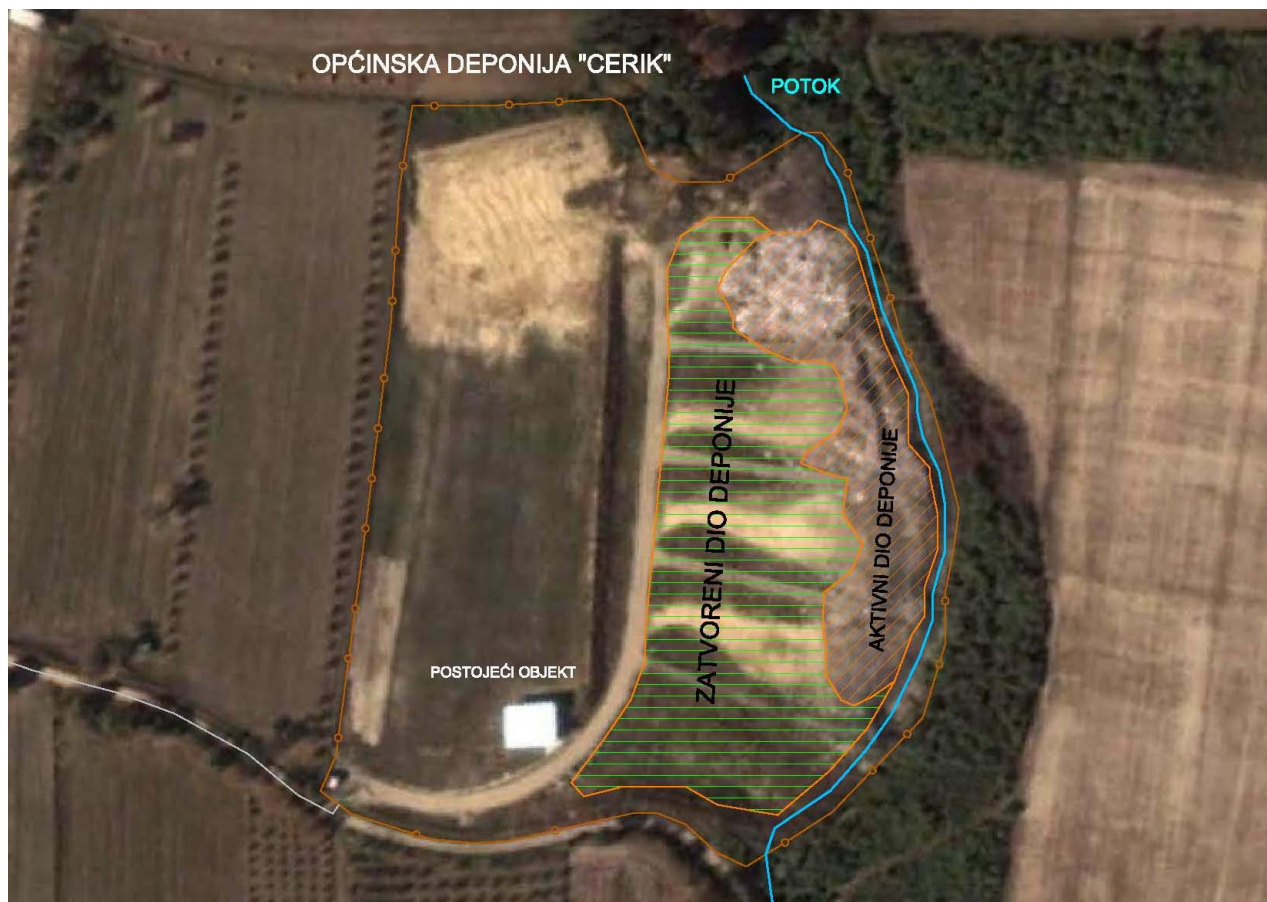 OPĆINSKA DEPONIJA "CERIK"
POTOK
ZATVORENI DIO DEPONIJE
AKTIVNI DIO DEPONIJE
POSTOJEĆI OBJEKT